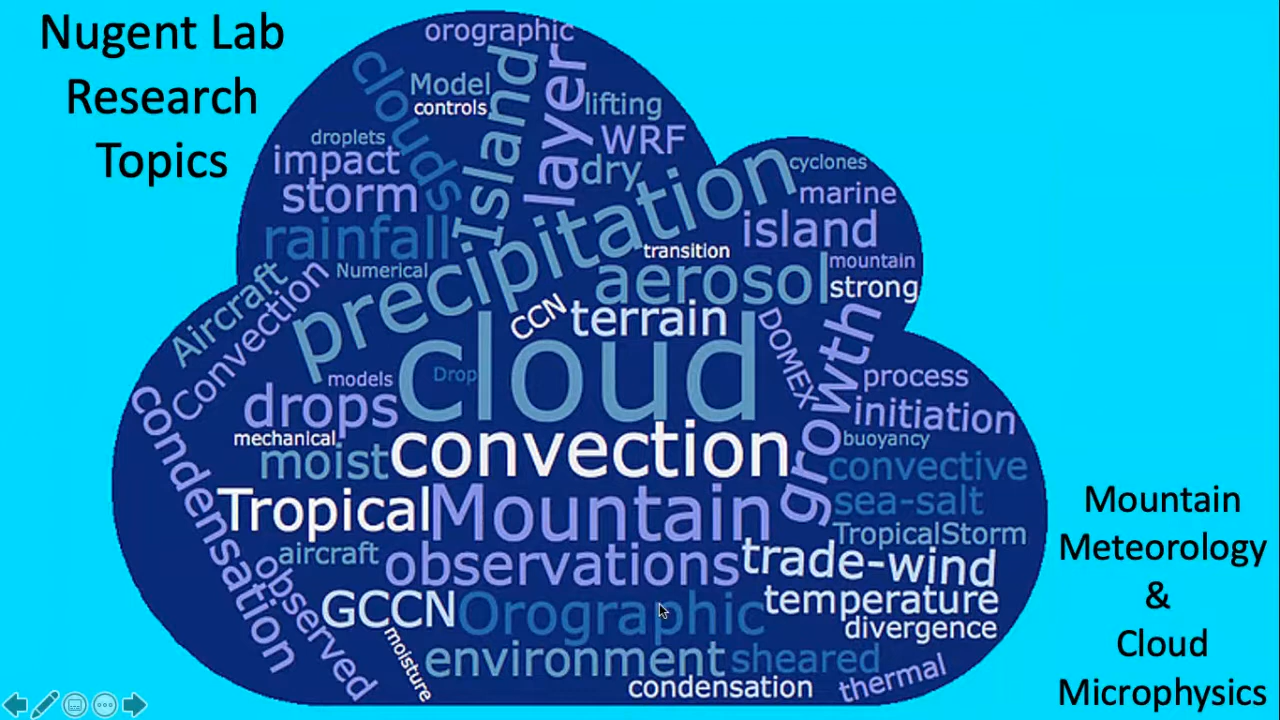 Nugent Lab
Research
Topics
orographic
clouds
Model
controls
Island
layer
lifting
WRF
dry
droplets
impact
storm
rainfall
Numerical
precipitation
cyclones
marine
island
transition
mountain
aerosol
strong
Aircraft
Convection
CCN
terrain
cloud
DOMEX
growth
models
Drop
drops
process
initiation
mechanical
moist
convection
buoyancy
convective
condensation
Tropical
Mountain
sea-salt
TropicalStorm
aircraft
observations
trade-wind
observed
GCCN
Orographic
temperature
divergence
moisture
environment
sheared
condensation
thermal
Mountain
Meteorology
&
Cloud
Microphysics